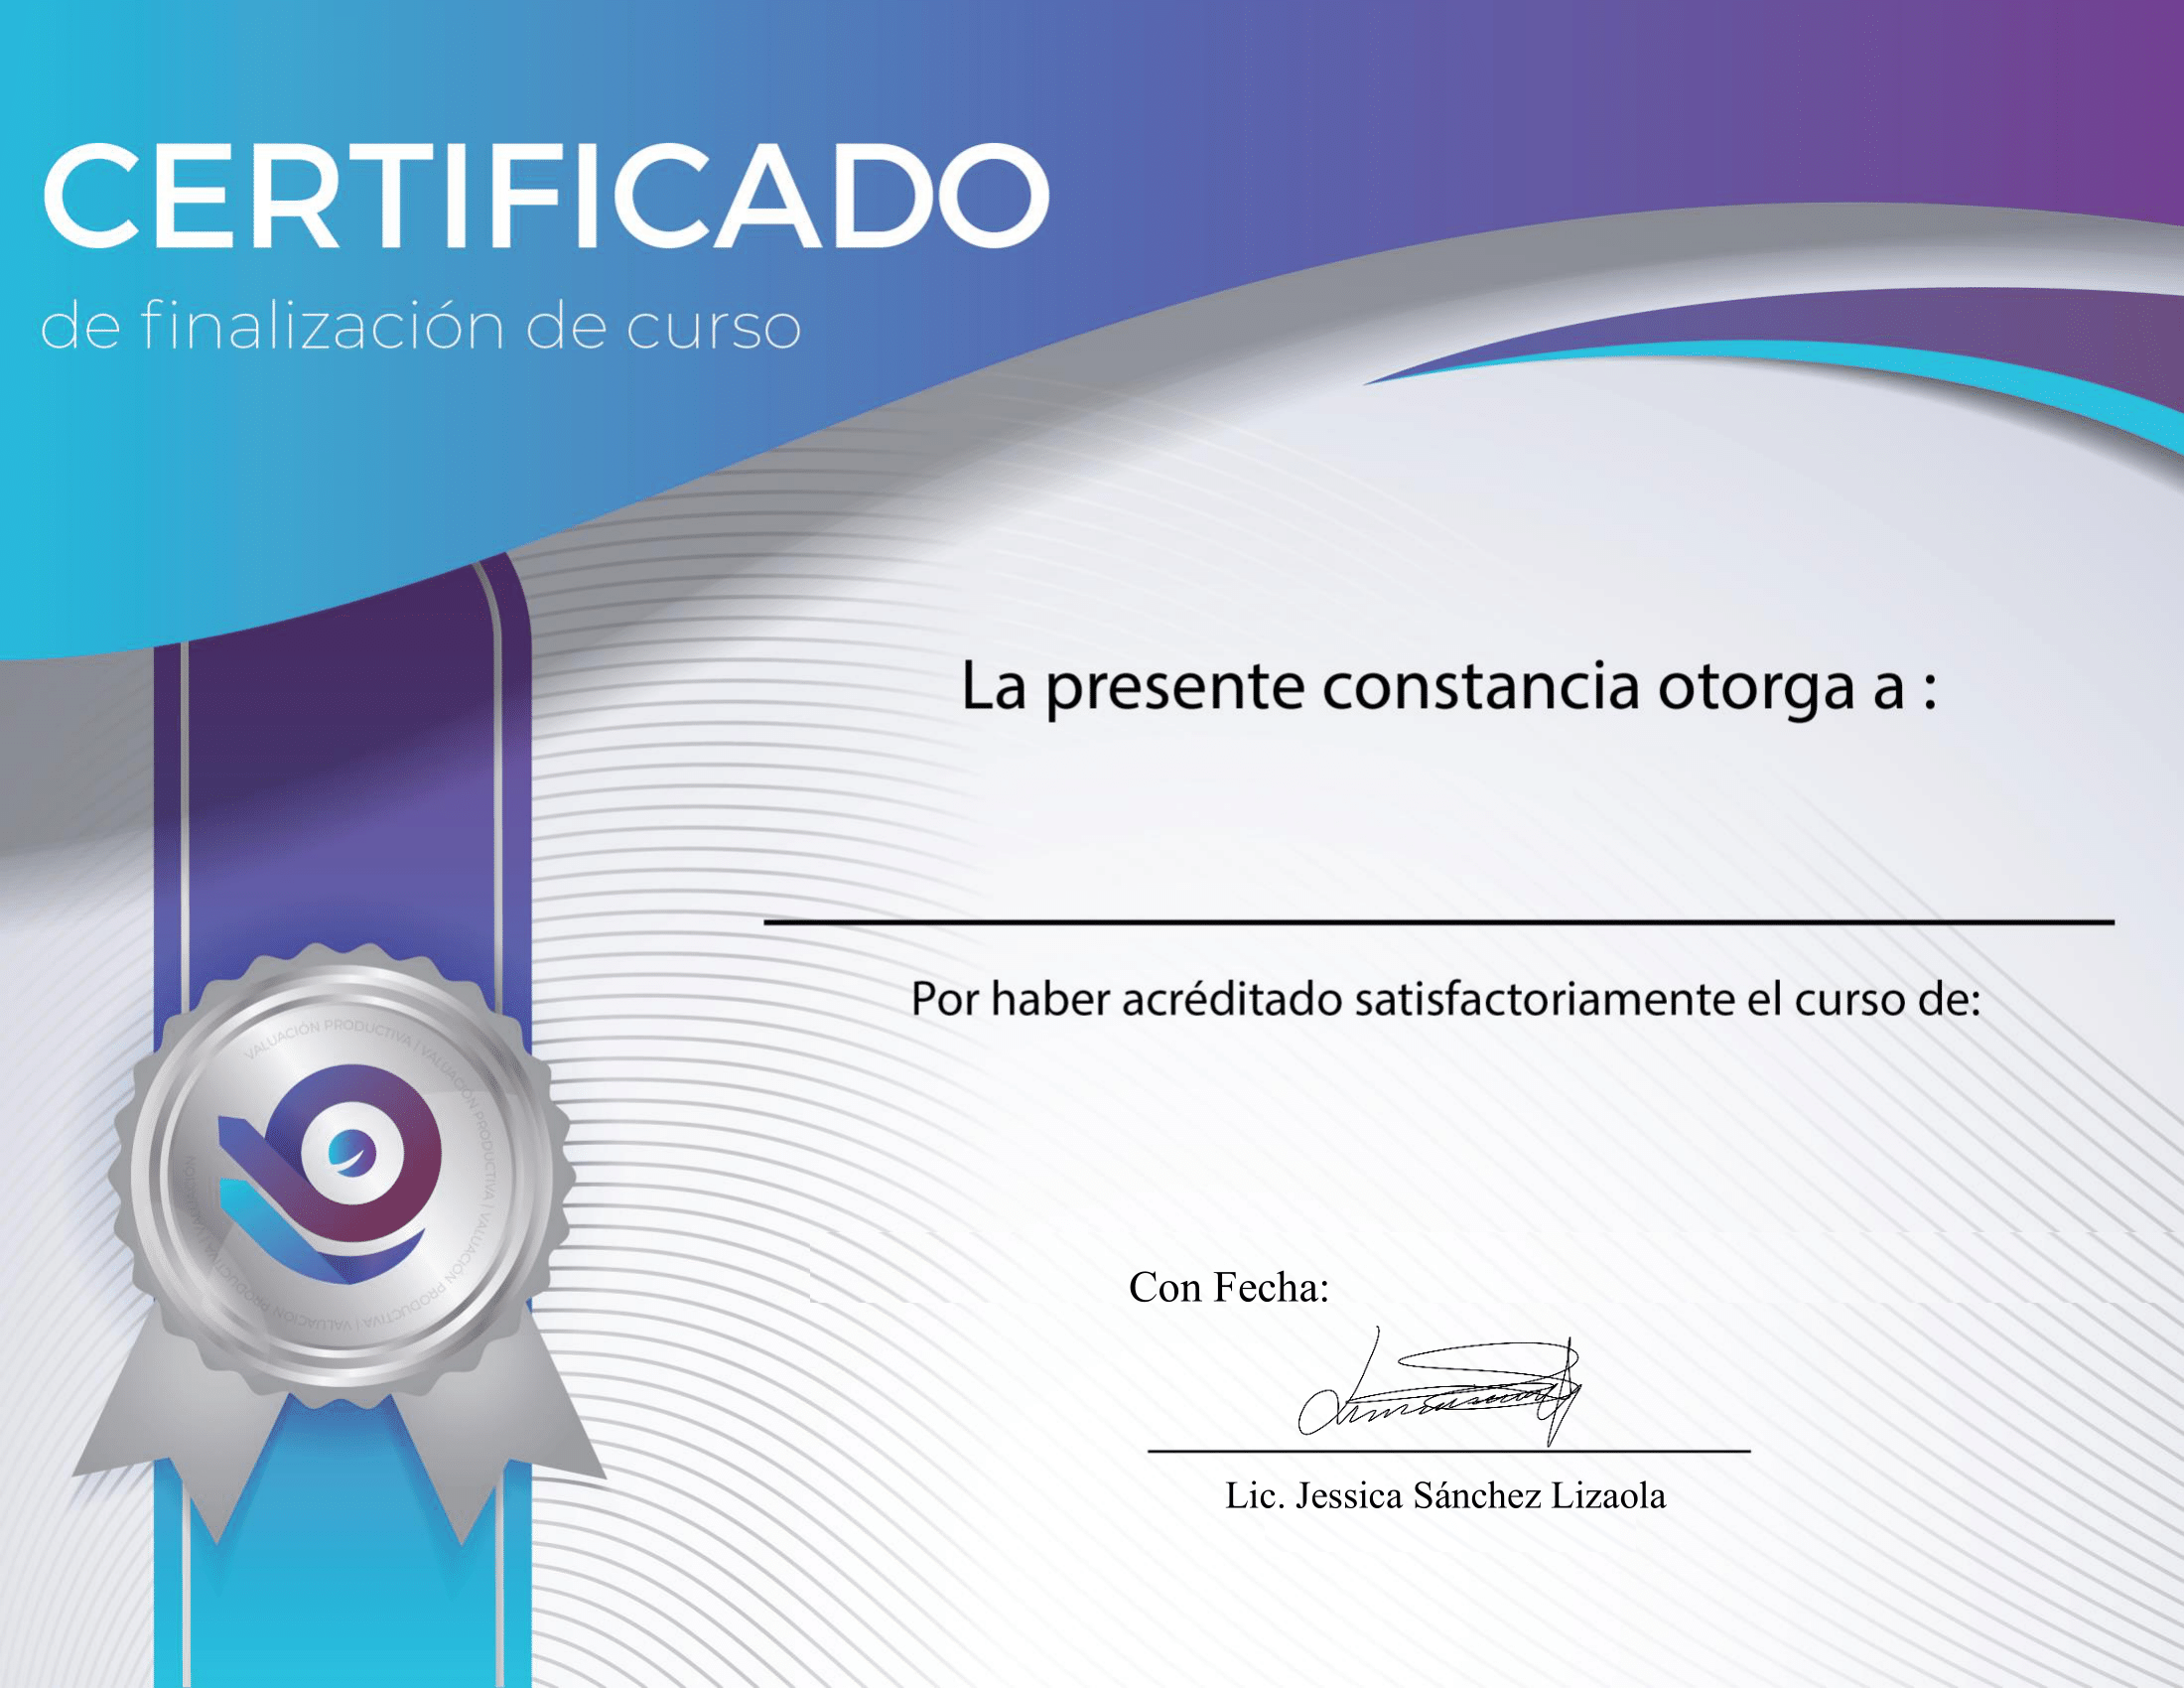 CERTIFICADO
de finalización de curso
La presente constancia otorga a :
Por haber acréditado satisfactoriamente el curso de:
VALUACIÓN PRODUCTIVA | VALUACIÓN PRODUCTIVA | VALUACIÓN PRODUCTIVA | VALUACIÓN PRODUCTIVA | VALUACIÓN
Con Fecha:
Lic. Jessica Sánchez Lizaola